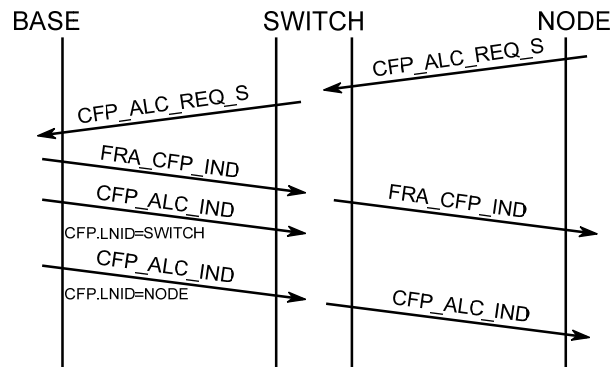 BASE SWITCH NODE
CFP_ALC_REQ_S
CFP_ALC_REQ_S
FRA_CFP_IND
CFP_ALC_IND
FRA_CFP_IND
CFP.LNID=SWITCH
CFP_ALC_IND
CFP.LNID=NODE
CFP_ALC_IND